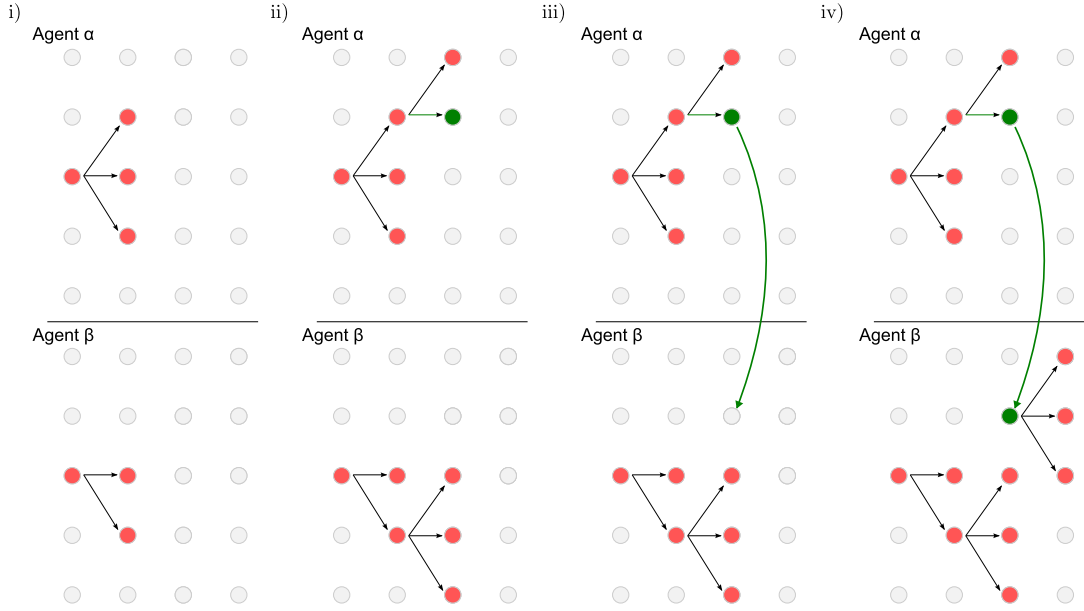 i)
ii)
iii)
iv)
Agent α
Agent α
Agent α
Agent α
Agent β
Agent β
Agent β
Agent β